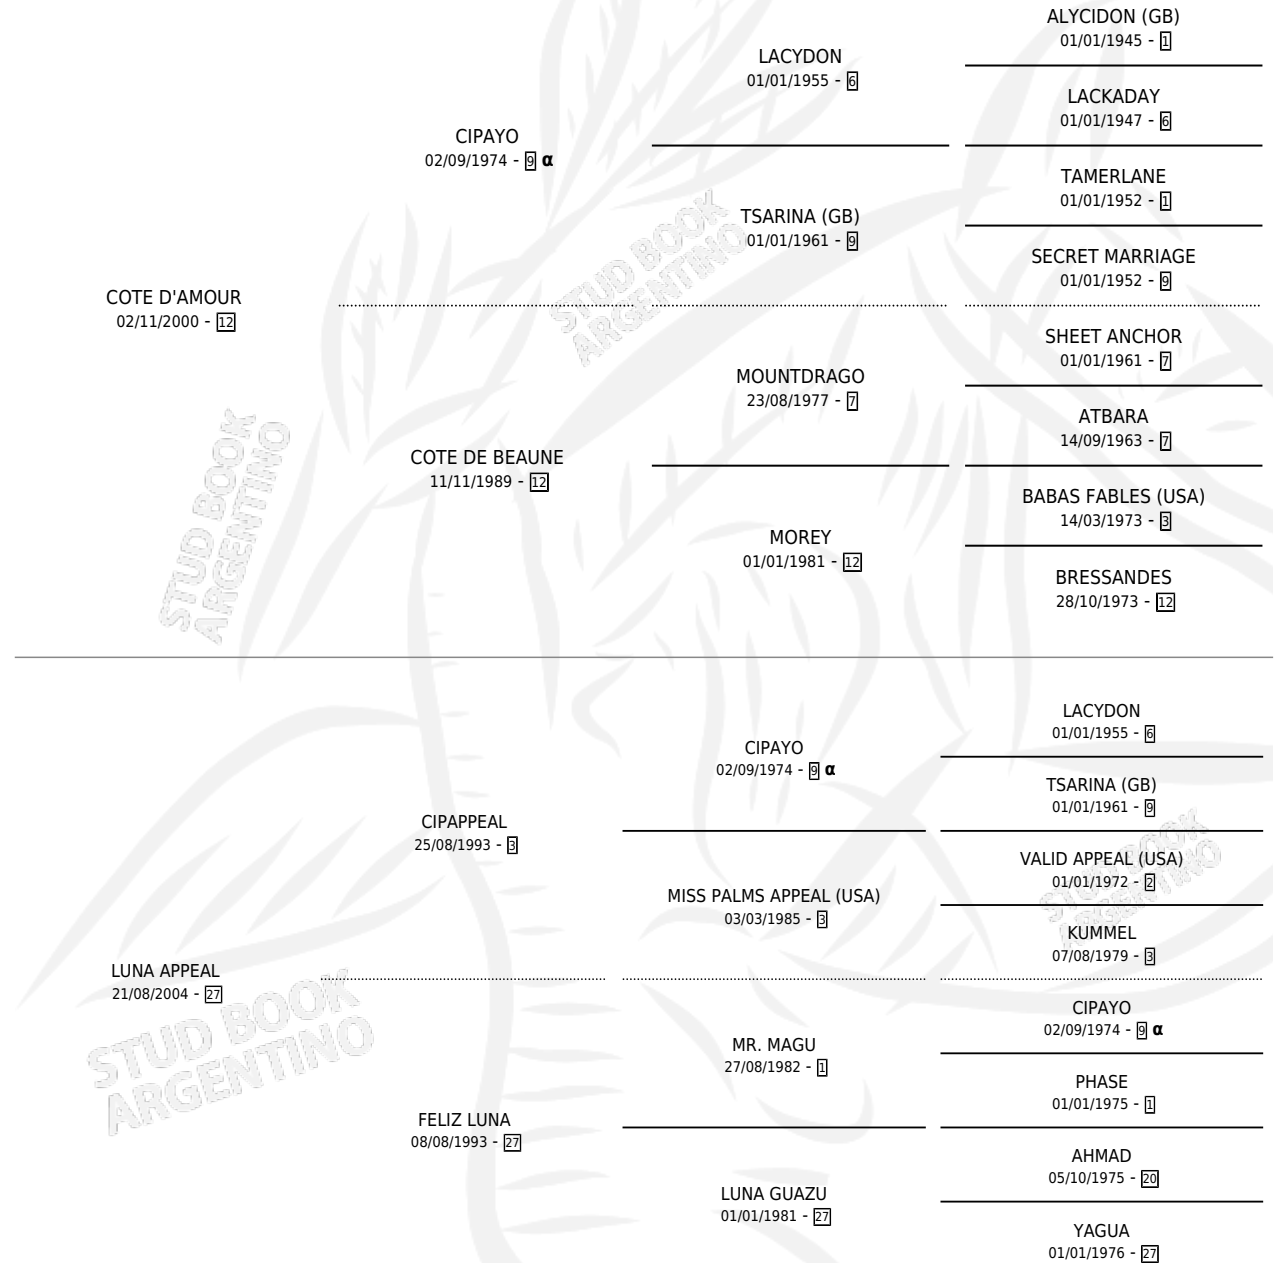 ALYCIDON (GB)
01/01/1945 - 1
LACYDON
01/01/1955 - 6
LACKADAY
01/01/1947 - 6
CIPAYO
02/09/1974 - 9 α
TAMERLANE
01/01/1952 - 1
TSARINA (GB)
01/01/1961 - 9
SECRET MARRIAGE
01/01/1952 - 9
COTE D'AMOUR
02/11/2000 - 12
SHEET ANCHOR
01/01/1961 - 7
MOUNTDRAGO
23/08/1977 - 7
ATBARA
14/09/1963 - 7
COTE DE BEAUNE
11/11/1989 - 12
BABAS FABLES (USA)
14/03/1973 - 3
MOREY
01/01/1981 - 12
BRESSANDES
28/10/1973 - 12
STUD BOOK
ARGENTINO
STUD BOOK
ARGENTINO
LACYDON
01/01/1955 - 6
CIPAYO
02/09/1974 - 9 α
TSARINA (GB)
01/01/1961 - 9
CIPAPPEAL
25/08/1993 - 3
VALID APPEAL (USA)
01/01/1972 - 2
MISS PALMS APPEAL (USA)
03/03/1985 - 3
KUMMEL
07/08/1979 - 3
LUNA APPEAL
21/08/2004 - 27
CIPAYO
02/09/1974 - 9 α
MR. MAGU
27/08/1982 - 1
PHASE
01/01/1975 - 1
FELIZ LUNA
08/08/1993 - 27
AHMAD
05/10/1975 - 20
LUNA GUAZU
01/01/1981 - 27
YAGUA
01/01/1976 - 27
STUD BOOK
ARGENTINO
STUD BOOK
ARGENTINO